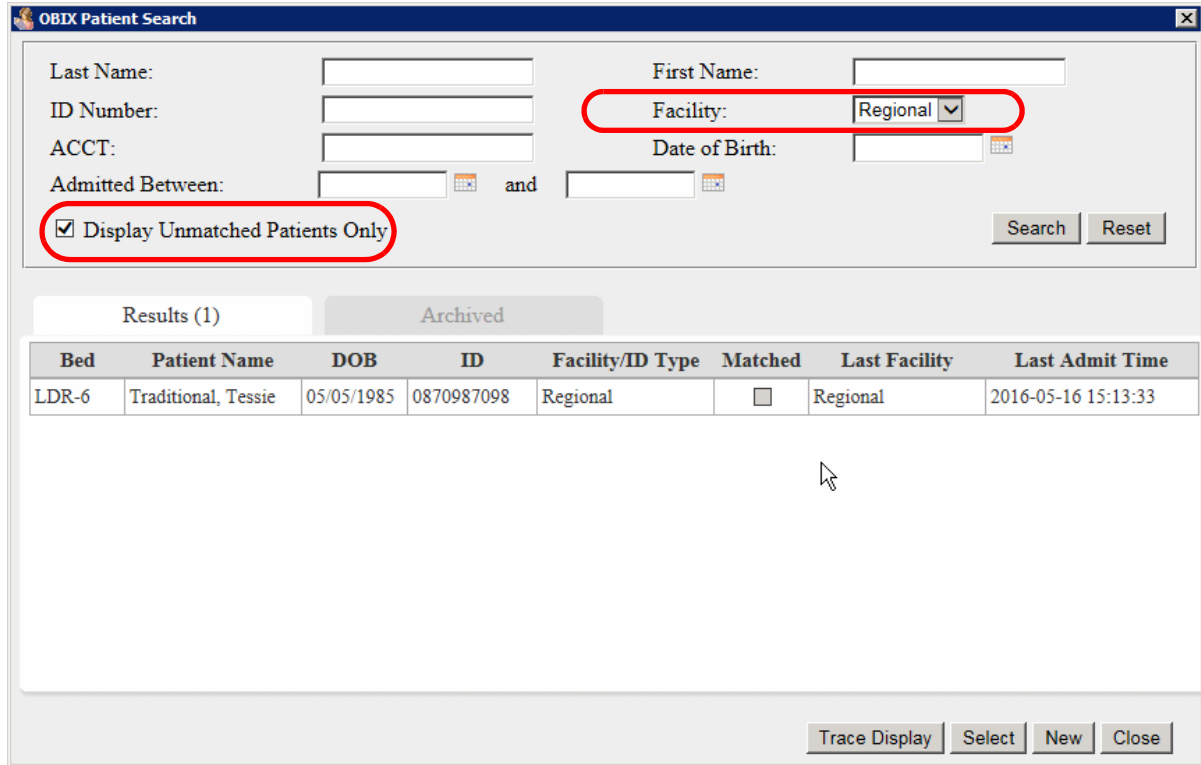 OBIX Patient Search
Last Name: First Name:
ID Number: Facility: Regional
ACCT: Date of Birth:
Admitted Between: and
Display Unmatched Patients Only Search Reset
Results (1) Archived
Bed Patient Name DOB ID Facility/ID Type Matched Last Facility Last Admit Time
LDR-6 Traditional, Tessie 05/05/1985 0870987098 Regional Regional 2016-05-16 15:13:33
Trace Display Select New Close